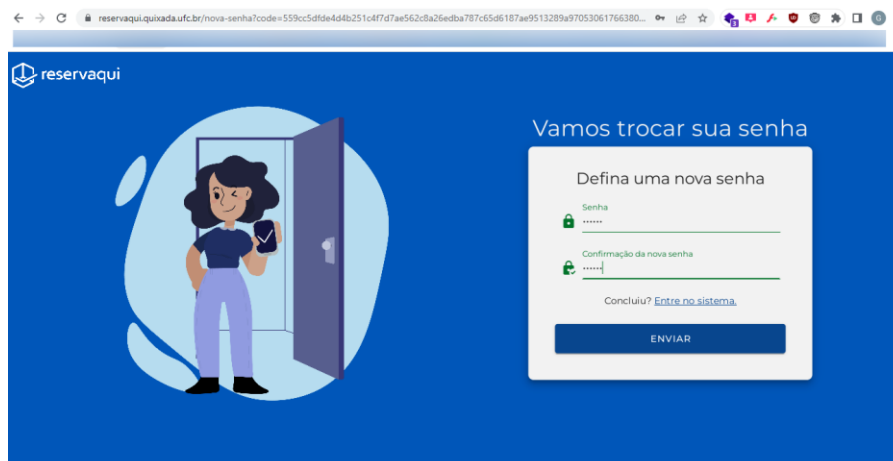 reservaqui.quixada.ufc.br/nova-senha?code=559cc5dfde4d4b251c4f7d7ae562c8a26edba787c65d6187ae9513289a97053061766380...
3
G
reservaqui
Vamos trocar sua senha
Defina uma nova senha
Senha
······
Confirmação da nova senha
······
Concluiu? Entre no sistema.
ENVIAR